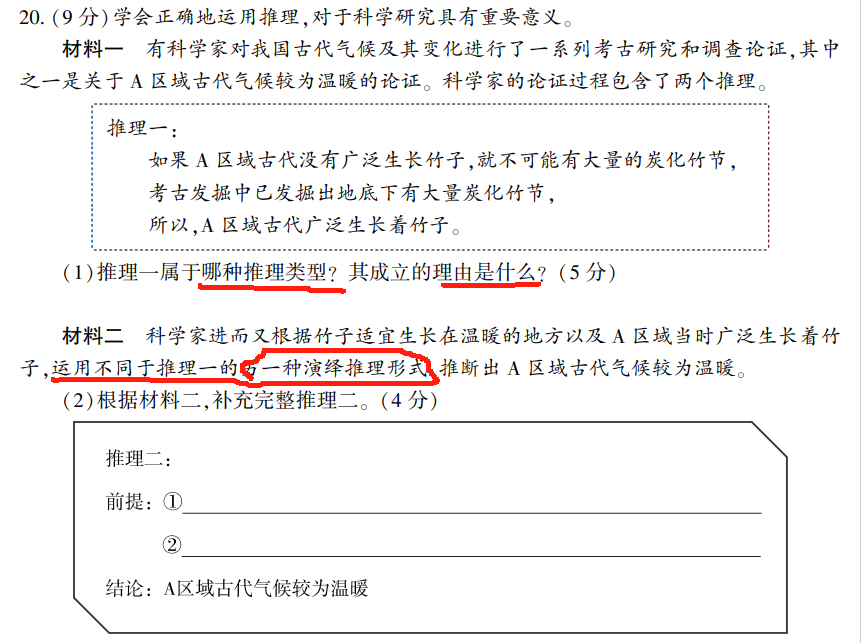 20.(9分)学会正确地运用推理,对于科学研究具有重要意义。
材料一 有科学家对我国古代气候及其变化进行了一系列考古研究和调查论证,其中
之一是关于A区域古代气候较为温暖的论证。科学家的论证过程包含了两个推理。
推理一:
如果A区域古代没有广泛生长竹子,就不可能有大量的炭化竹节,
考古发掘中已发掘出地底下有大量炭化竹节,
所以,A区域古代广泛生长着竹子。
(1)推理一属于哪种推理类型?其成立的理由是什么?(5分)
材料二 科学家进而又根据竹子适宜生长在温暖的地方以及A区域当时广泛生长着竹
子,运用不同于推理一的另一种演绎推理形式,推断出A区域古代气候较为温暖。
(2)根据材料二,补充完整推理二。(4分)
推理二:
前提:①
②
结论:A区域古代气候较为温暖